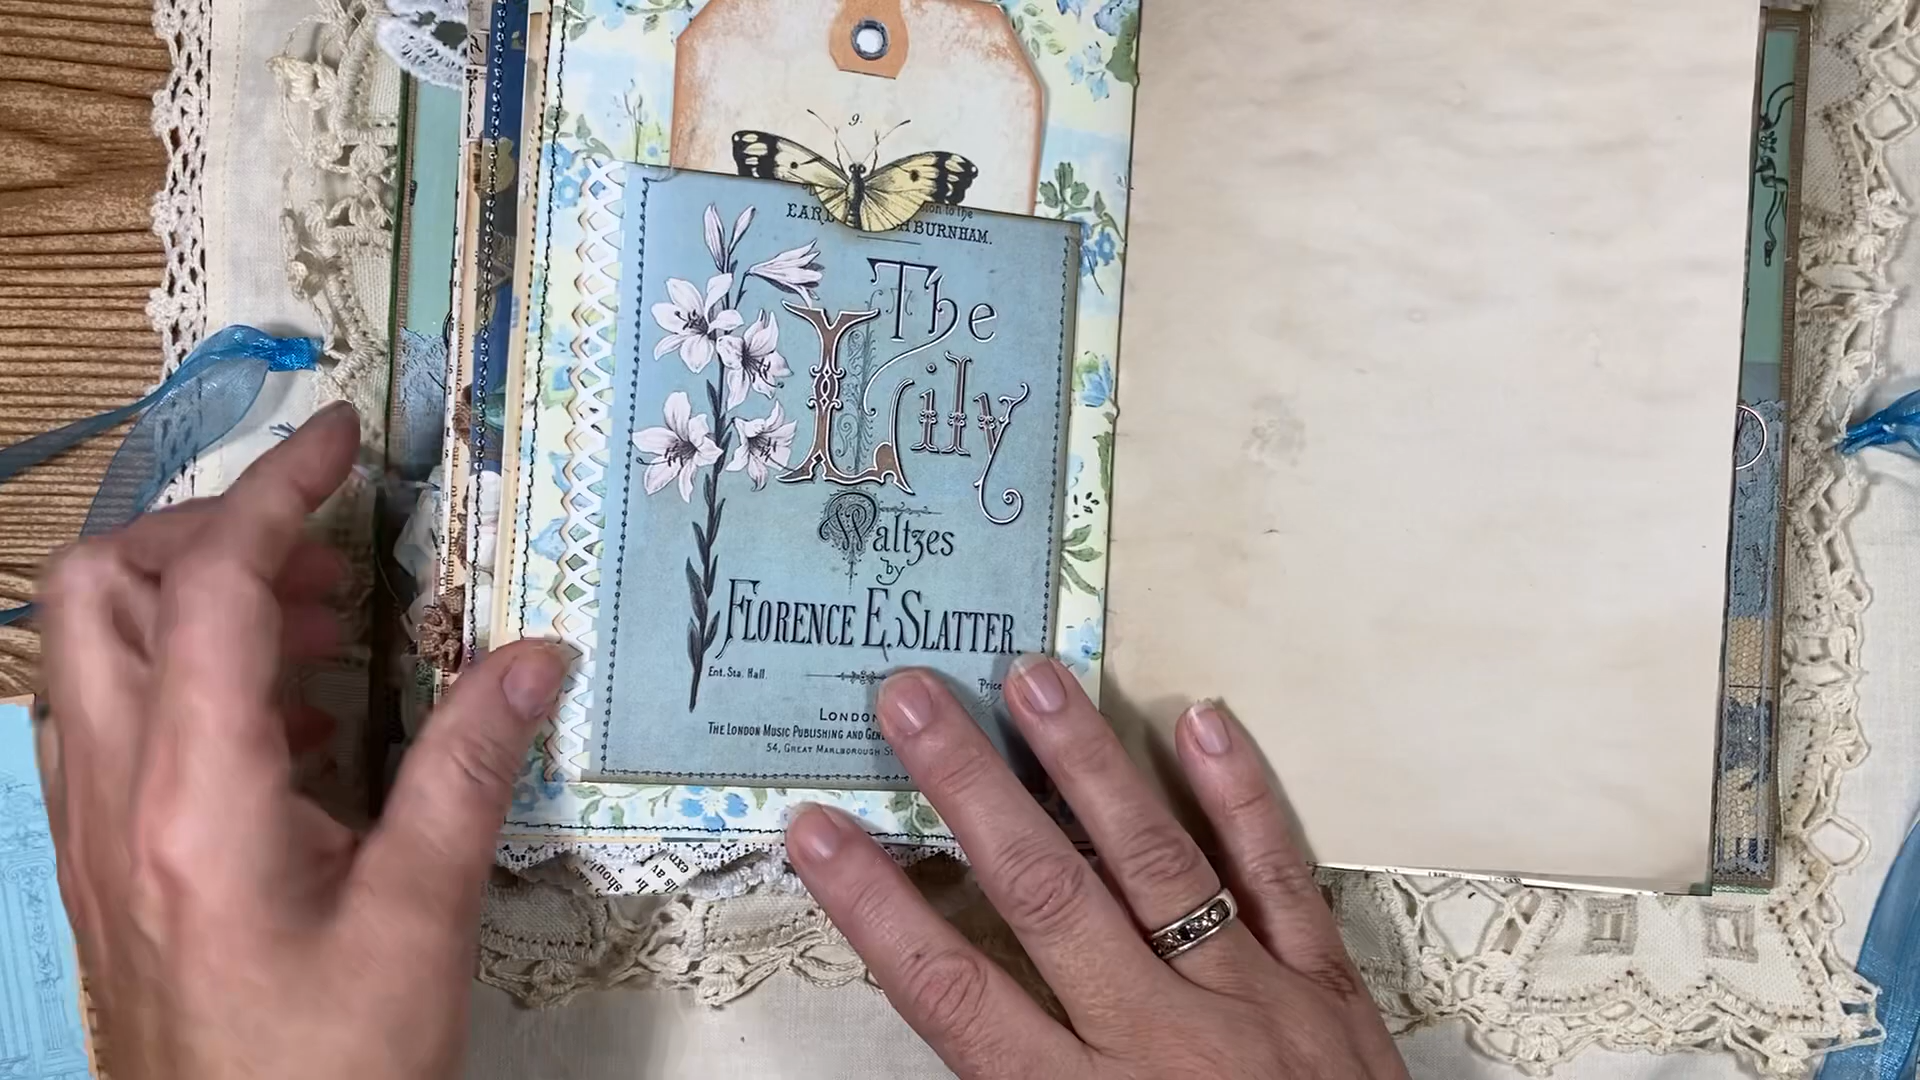 9.
EARL
BURNHAM.
The
Lily
Waltzes
by
FLORENCE E. SLATTER.
Ent. Sta. Hall.
Price
LONDON
THE LONDON MUSIC PUBLISHING AND
54, GREAT MARLBOROUGH